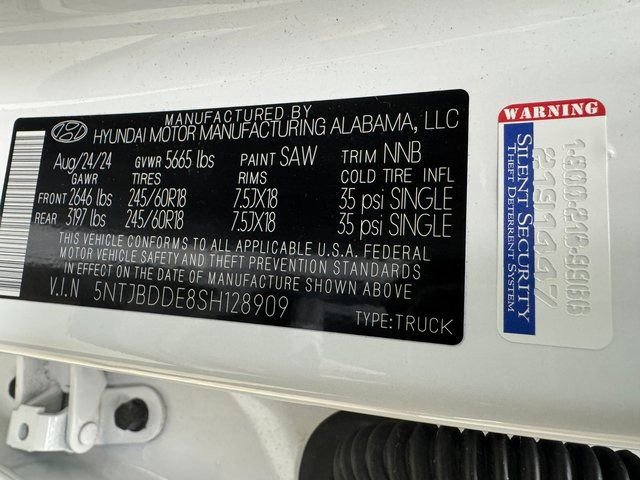 MANUFACTURED BY
HYUNDAI MOTOR MANUFACTURING ALABAMA, LLC
Aug/24/24 GVWR 5665 lbs PAINT SAW TRIM NNB
GAWR TIRES RIMS COLD TIRE INFL
FRONT 2646 lbs 245/60R18 7.5JX18 35 psi SINGLE
REAR 3197 lbs 245/60R18 7.5JX18 35 psi SINGLE
THIS VEHICLE CONFORMS TO ALL APPLICABLE U.S.A. FEDERAL
MOTOR VEHICLE SAFETY AND THEFT PREVENTION STANDARDS
IN EFFECT ON THE DATE OF MANUFACTURE SHOWN ABOVE
V.I.N 5NTJBDDE8SH128909
TYPE:TRUCK
WARNING
SILENT SECURITY
THEFT DETERRENT SYSTEM